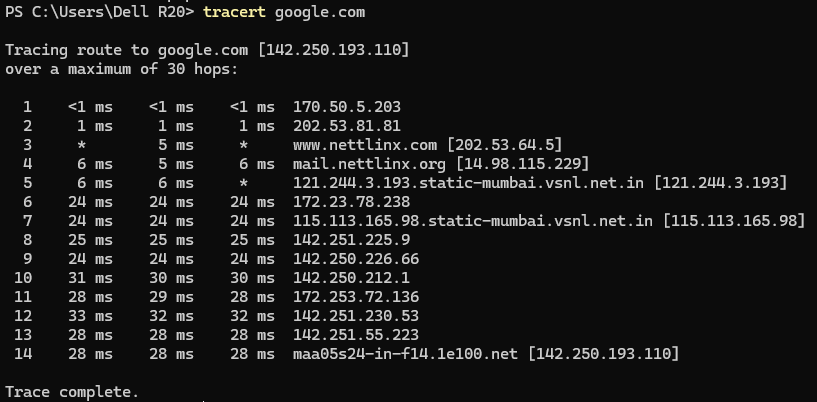 PS C:\Users\Dell R20> tracert google.com
Tracing route to google.com [142.250.193.110]
over a maximum of 30 hops:
1 <1 ms <1 ms <1 ms 170.50.5.203
2 1 ms 1 ms 1 ms 202.53.81.81
3 * 5 ms * www.nettlinx.com [202.53.64.5]
4 6 ms 5 ms 6 ms mail.nettlinx.org [14.98.115.229]
5 6 ms 6 ms * 121.244.3.193.static-mumbai.vsnl.net.in [121.244.3.193]
6 24 ms 24 ms 24 ms 172.23.78.238
7 24 ms 24 ms 24 ms 115.113.165.98.static-mumbai.vsnl.net.in [115.113.165.98]
8 25 ms 25 ms 25 ms 142.251.225.9
9 24 ms 24 ms 24 ms 142.250.226.66
10 31 ms 30 ms 30 ms 142.250.212.1
11 28 ms 29 ms 28 ms 172.253.72.136
12 33 ms 32 ms 32 ms 142.251.230.53
13 28 ms 28 ms 28 ms 142.251.55.223
14 28 ms 28 ms 28 ms maa05s24-in-f14.1e100.net [142.250.193.110]
Trace complete.